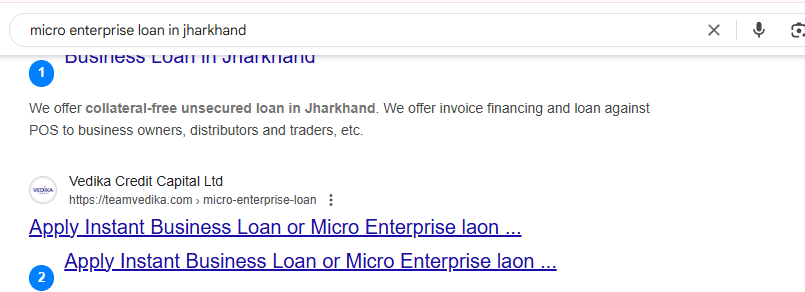 micro enterprise loan in jharkhand
Business Loan in Jharkhand
1
We offer collateral-free unsecured loan in Jharkhand. We offer invoice financing and loan against
POS to business owners, distributors and traders, etc.
VEDIKA
Vedika Credit Capital Ltd
https://teamvedika.com › micro-enterprise-loan
Apply Instant Business Loan or Micro Enterprise laon ...
2
Apply Instant Business Loan or Micro Enterprise laon ...